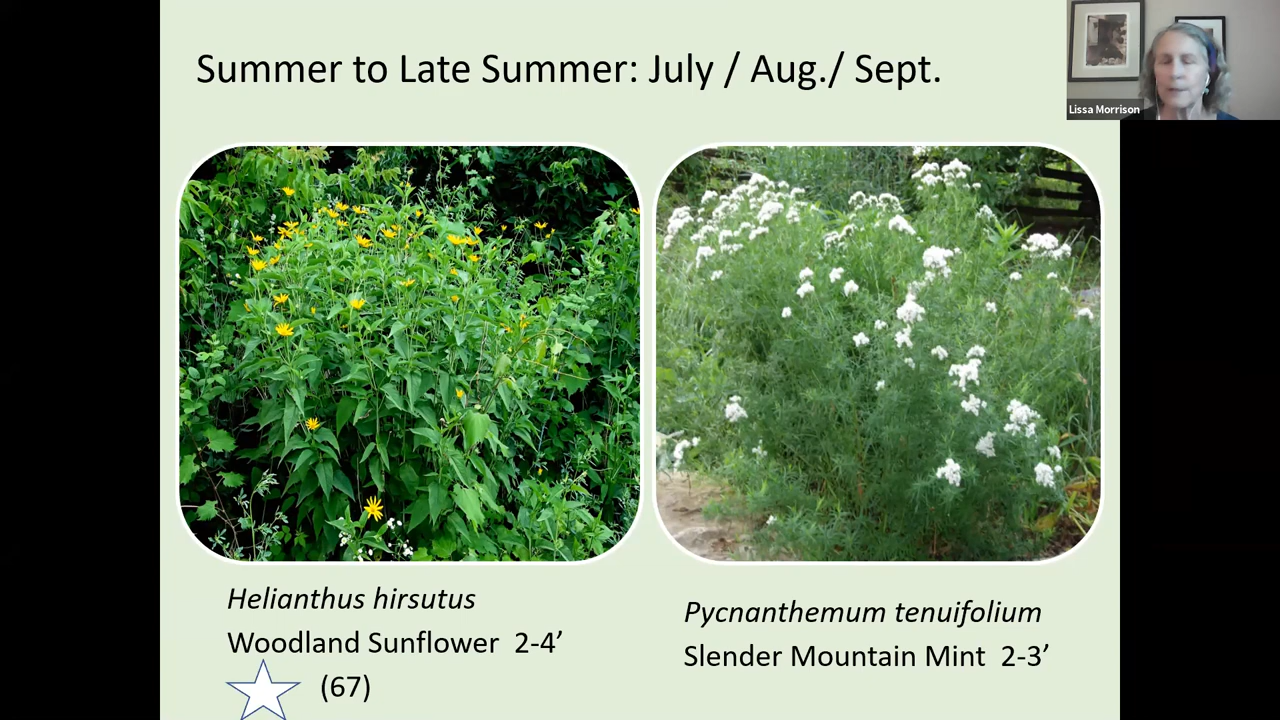 Summer to Late Summer: July / Aug./ Sept.
Lissa Morrison
Helianthus hirsutus
Woodland Sunflower 2-4’
(67)
Pycnanthemum tenuifolium
Slender Mountain Mint 2-3’